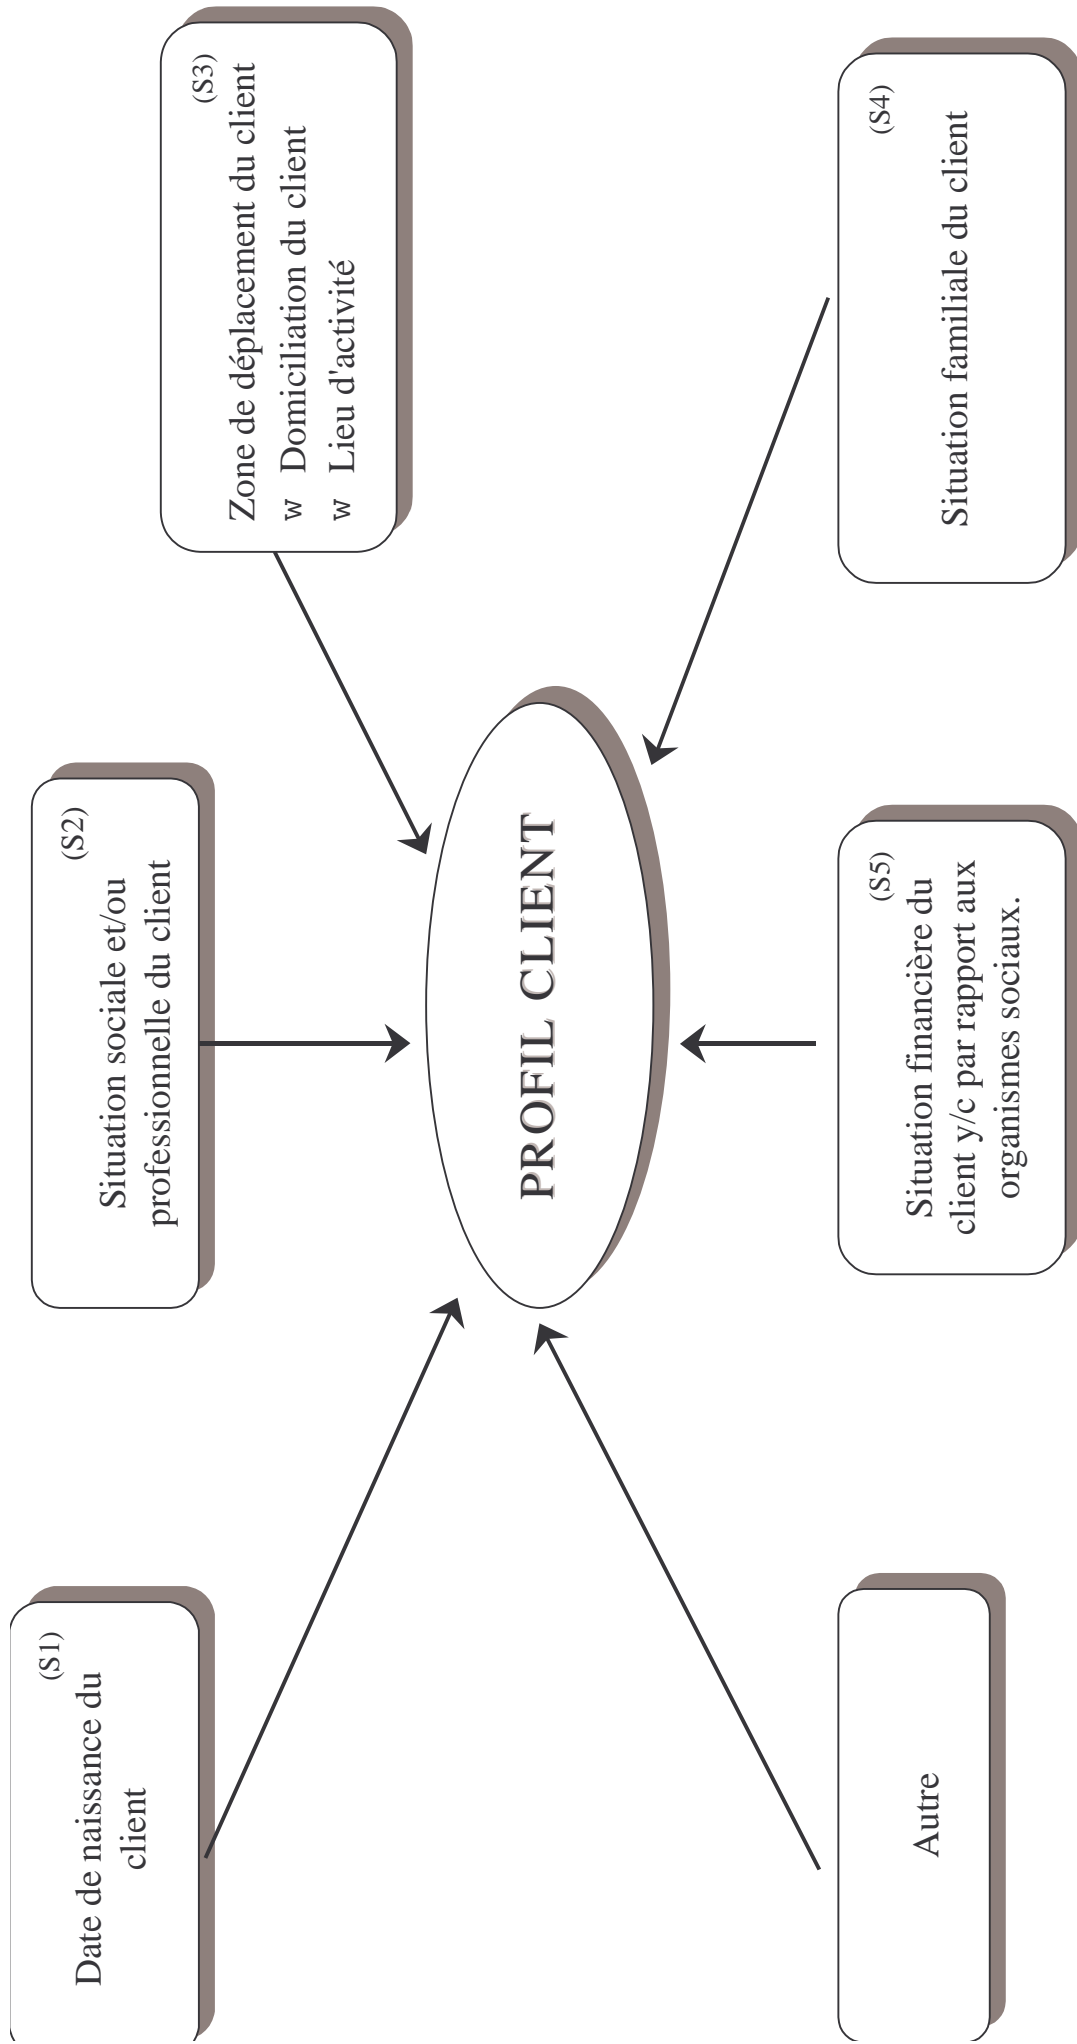 (S1)
Date de naissance du
client
(S2)
Situation sociale et/ou
professionnelle du client
(S3)
Zone de déplacement du client
w Domiciliation du client
w Lieu d'activité
PROFIL CLIENT
Autre
(S5)
Situation financière du
client y/c par rapport aux
organismes sociaux.
(S4)
Situation familiale du client